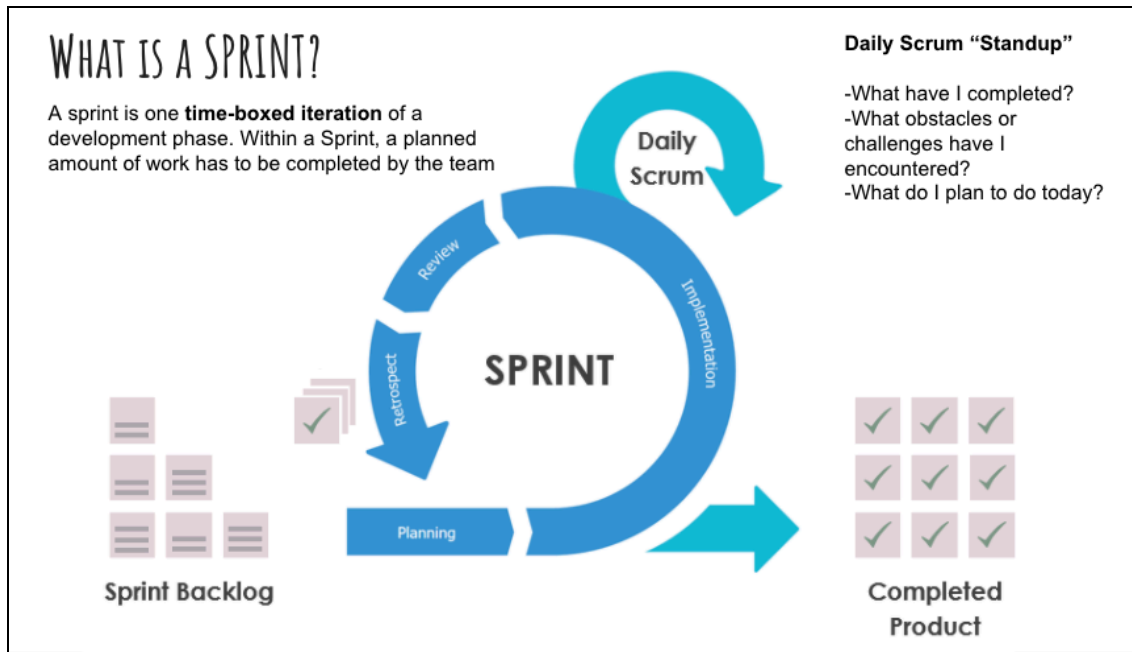 WHAT IS A SPRINT?
A sprint is one time-boxed iteration of a
development phase. Within a Sprint, a planned
amount of work has to be completed by the team
Daily Scrum “Standup”
-What have I completed?
-What obstacles or
challenges have I
encountered?
-What do I plan to do today?
Daily
Scrum
Review
Implementation
Retrospect
SPRINT
Planning
Sprint Backlog
Completed
Product